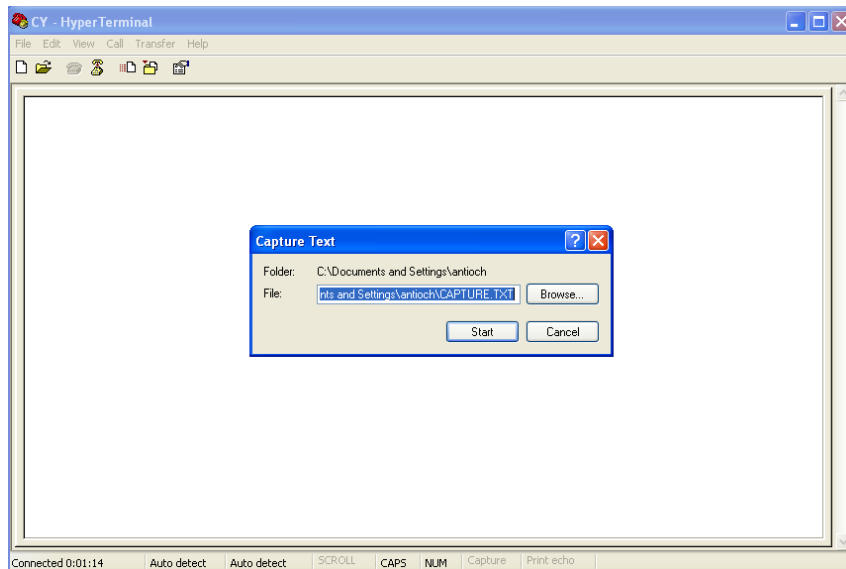 CY - HyperTerminal
File Edit View Call Transfer Help
Capture Text
Folder: C:\Documents and Settings\antioch
File: nts and Settings\antioch\CAPTURE.TXT Browse...
Start Cancel
Connected 0:01:14 Auto detect Auto detect SCROLL CAPS NUM Capture Print echo